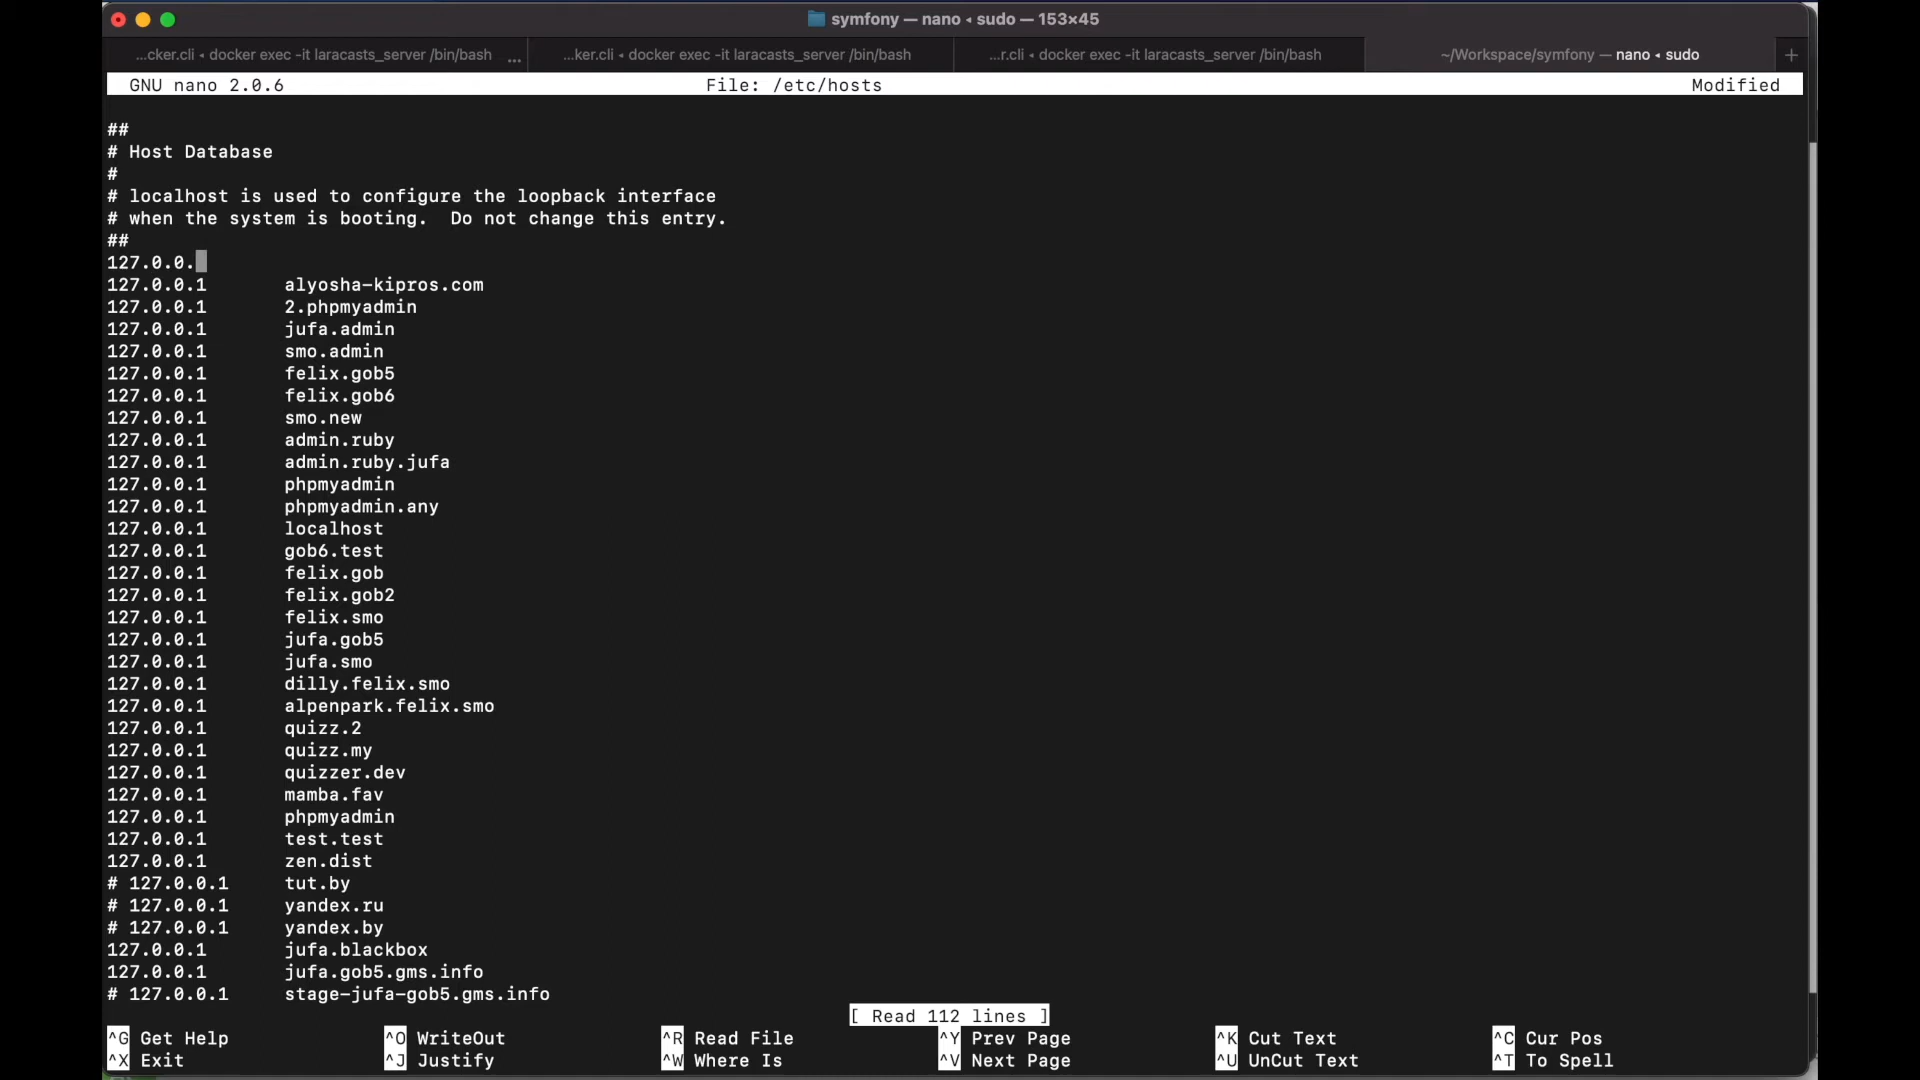 symfony — nano ◂ sudo — 153×45
...cker.cli ◂ docker exec -it laracasts_server /bin/bash ... ...ker.cli ◂ docker exec -it laracasts_server /bin/bash ...r.cli ◂ docker exec -it laracasts_server /bin/bash ~/Workspace/symfony — nano ◂ sudo +
GNU nano 2.0.6 File: /etc/hosts Modified
##
# Host Database
#
# localhost is used to configure the loopback interface
# when the system is booting.  Do not change this entry.
##
127.0.0.
127.0.0.1 alyosha-kipros.com
127.0.0.1 2.phpmyadmin
127.0.0.1 jufa.admin
127.0.0.1 smo.admin
127.0.0.1 felix.gob5
127.0.0.1 felix.gob6
127.0.0.1 smo.new
127.0.0.1 admin.ruby
127.0.0.1 admin.ruby.jufa
127.0.0.1 phpmyadmin
127.0.0.1 phpmyadmin.any
127.0.0.1 localhost
127.0.0.1 gob6.test
127.0.0.1 felix.gob
127.0.0.1 felix.gob2
127.0.0.1 felix.smo
127.0.0.1 jufa.gob5
127.0.0.1 jufa.smo
127.0.0.1 dilly.felix.smo
127.0.0.1 alpenpark.felix.smo
127.0.0.1 quizz.2
127.0.0.1 quizz.my
127.0.0.1 quizzer.dev
127.0.0.1 mamba.fav
127.0.0.1 phpmyadmin
127.0.0.1 test.test
127.0.0.1 zen.dist
# 127.0.0.1 tut.by
# 127.0.0.1 yandex.ru
# 127.0.0.1 yandex.by
127.0.0.1 jufa.blackbox
127.0.0.1 jufa.gob5.gms.info
# 127.0.0.1 stage-jufa-gob5.gms.info
[ Read 112 lines ]
^G Get Help ^O WriteOut ^R Read File ^Y Prev Page ^K Cut Text ^C Cur Pos
^X Exit ^J Justify ^W Where Is ^V Next Page ^U UnCut Text ^T To Spell